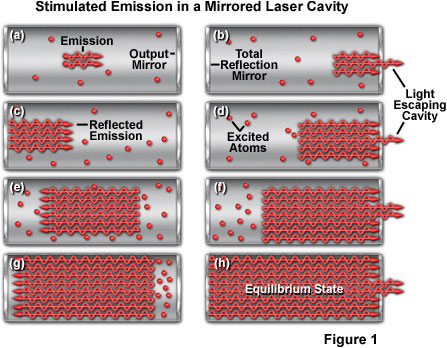 Stimulated Emission in a Mirrored Laser Cavity
(a)
Emission
Output
Mirror
(b)
Total
Reflection
Mirror
Light
Escaping
Cavity
(c)
Reflected
Emission
(d)
Excited
Atoms
(e)
(f)
(g)
(h)
Equilibrium State
Figure 1